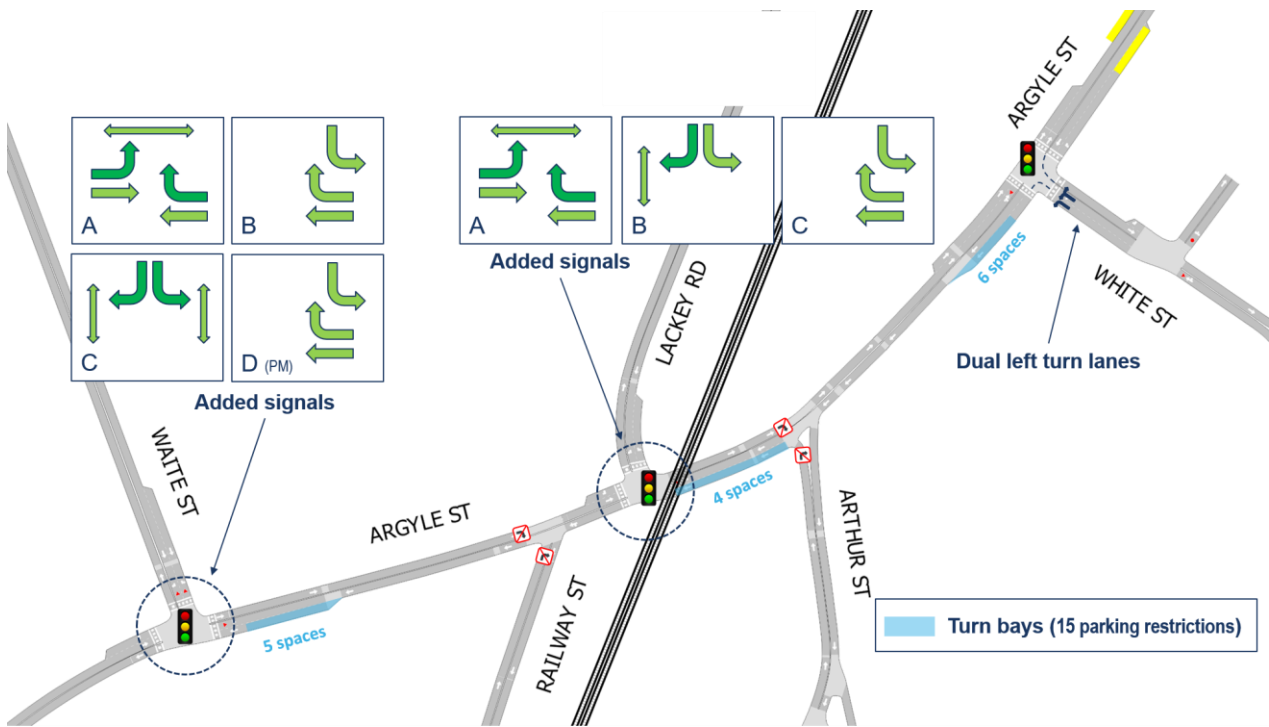 ARGYLE ST
A
B
C
D (PM)
Added signals
A
B
C
Added signals
LACKEY RD
WAITE ST
ARGYLE ST
RAILWAY ST
ARTHUR ST
WHITE ST
Dual left turn lanes
6 spaces
4 spaces
5 spaces
Turn bays (15 parking restrictions)